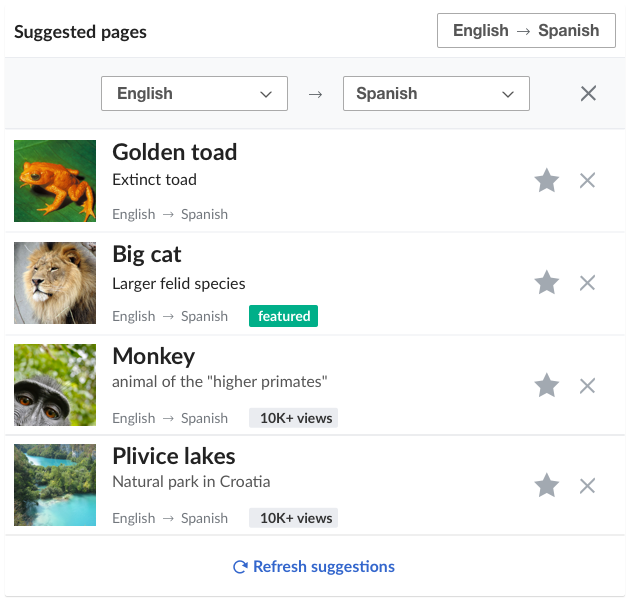 Suggested pages
English → Spanish
English → Spanish
Golden toad
Extinct toad
English → Spanish
Big cat
Larger felid species
English → Spanish featured
Monkey
animal of the "higher primates"
English → Spanish 10K+ views
Plivice lakes
Natural park in Croatia
English → Spanish 10K+ views
Refresh suggestions